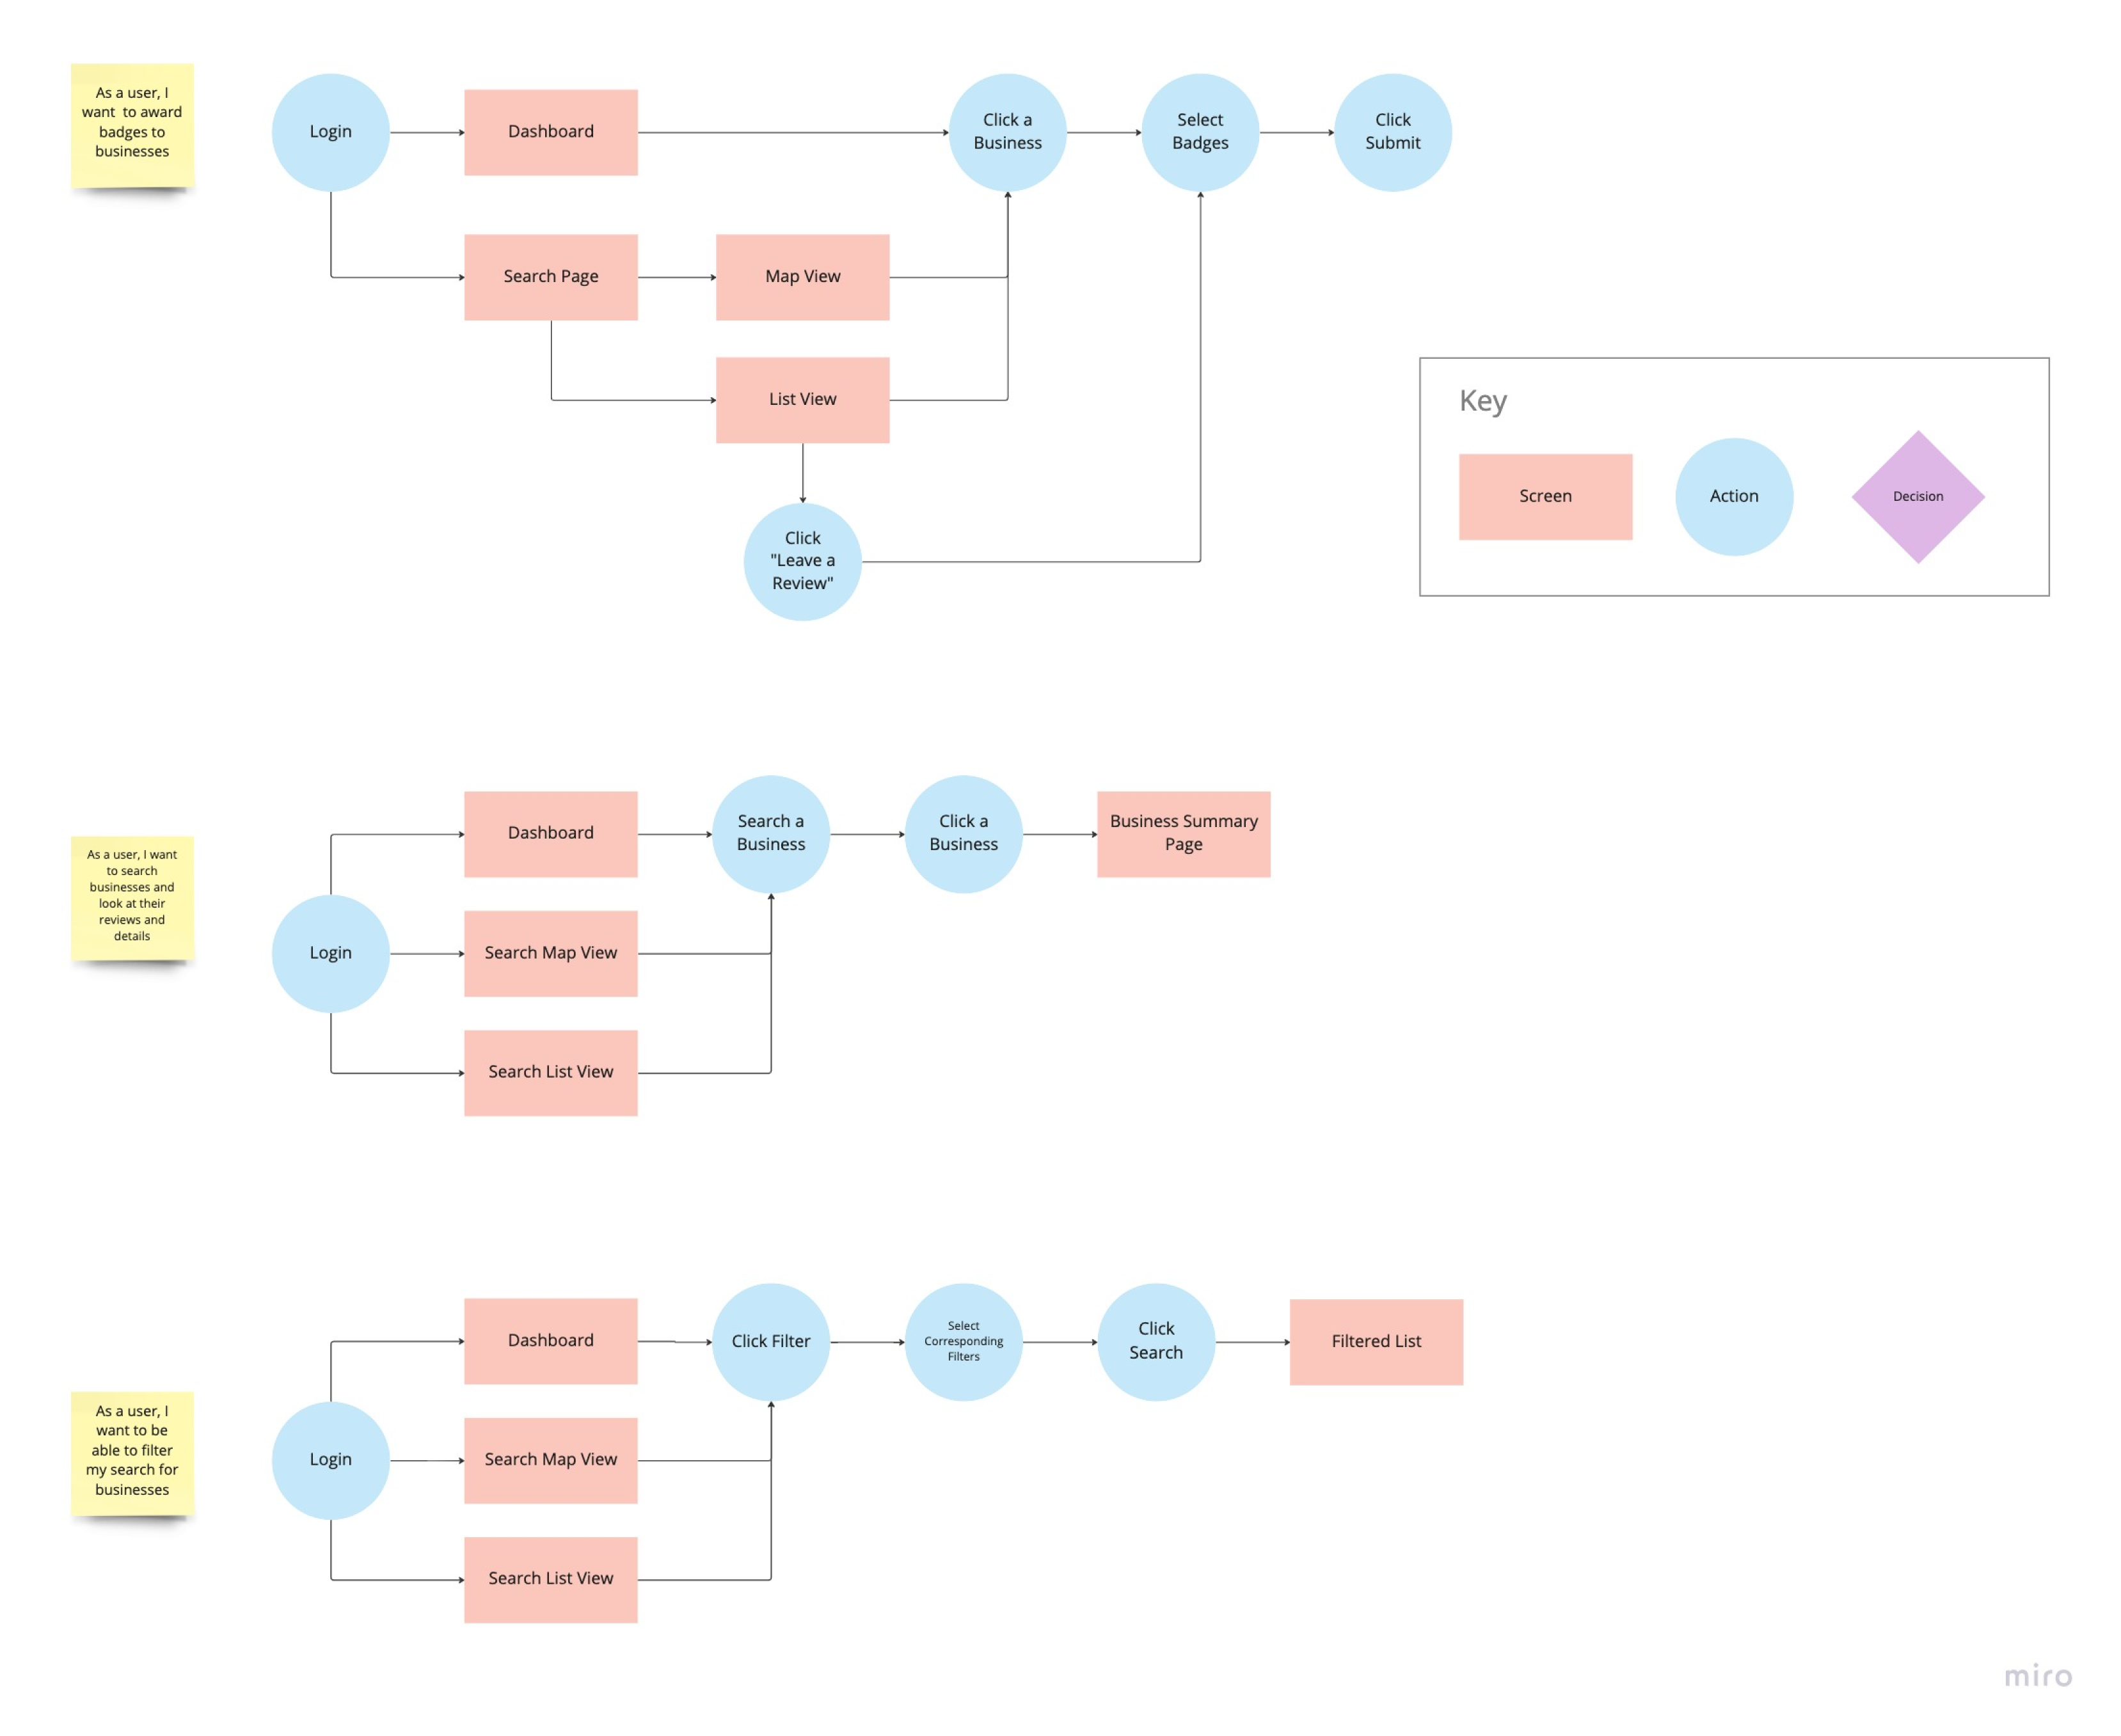 As a user, I
want to award
badges to
businesses
Login
Dashboard
Click a
Business
Select
Badges
Click
Submit
Search Page
Map View
List View
Click
"Leave a
Review"
Key
Screen
Action
Decision
As a user, I want
to search
businesses and
look at their
reviews and
details
Login
Dashboard
Search a
Business
Click a
Business
Business Summary
Page
Search Map View
Search List View
As a user, I
want to be
able to filter
my search for
businesses
Login
Dashboard
Click Filter
Select
Corresponding
Filters
Click
Search
Filtered List
Search Map View
Search List View
miro